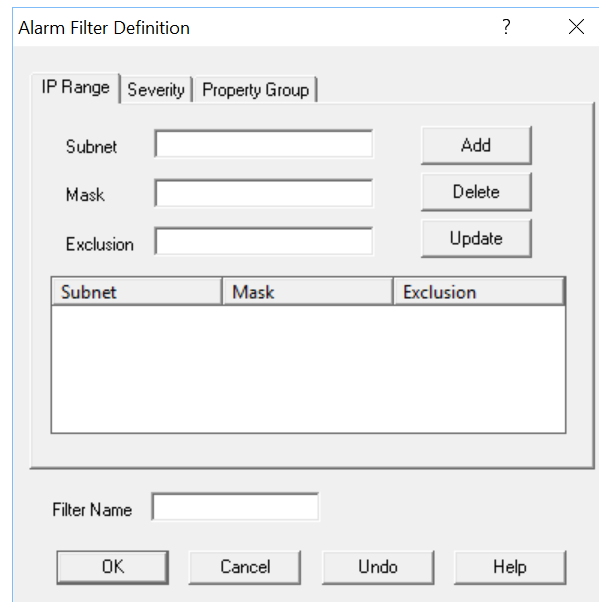 Alarm Filter Definition ?
IP Range Severity Property Group
Subnet Add
Mask Delete
Exclusion Update
Subnet Mask Exclusion
Filter Name
OK Cancel Undo Help